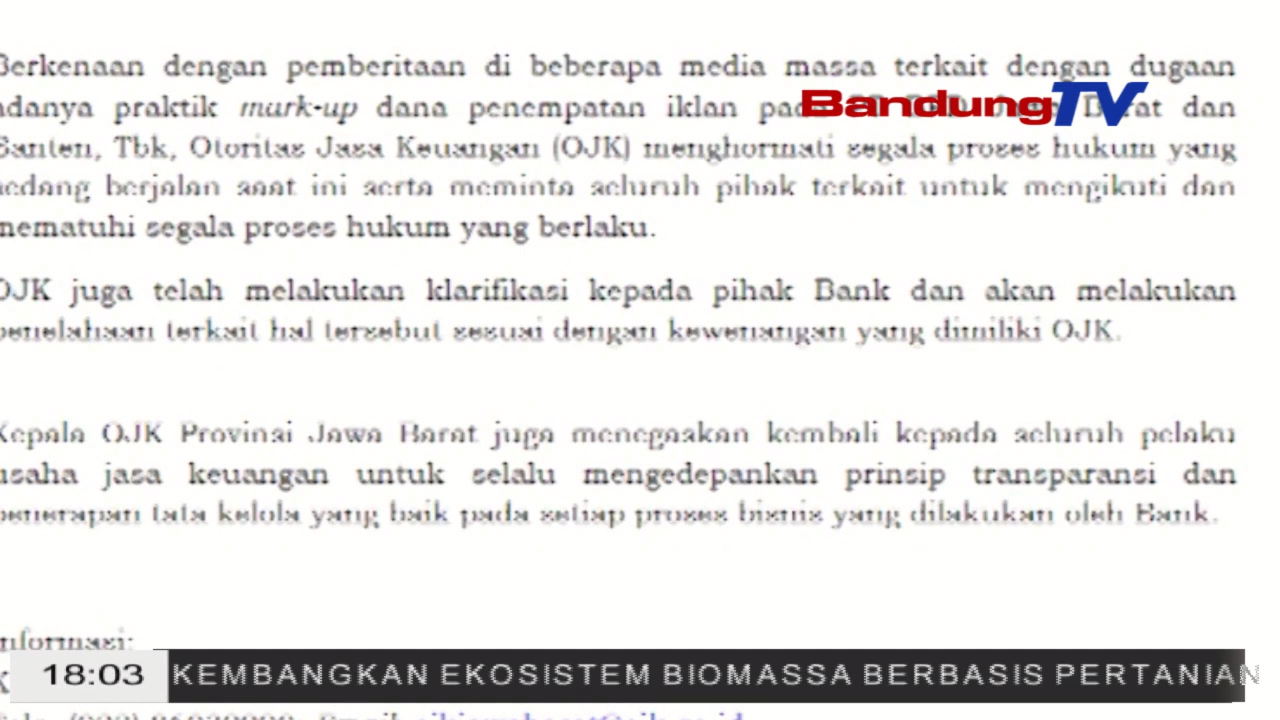 Berkenaan dengan pemberitaan di beberapa media massa terkait dengan dugaan
adanya praktik mark-up dana penempatan iklan Barat dan
BandungTV
Banten, Tbk, Otoritas Jasa Keuangan (OJK) menghormati segala proses hukum yang
sedang berjalan saat ini serta meminta seluruh pihak terkait untuk mengikuti dan
mematuhi segala proses hukum yang berlaku.
OJK juga telah melakukan klarifikasi kepada pihak Bank dan akan melakukan
penelahaan terkait hal tersebut sesuai dengan kewenangan yang dimiliki OJK.
Kepala OJK Provinsi Jawa Barat juga menegaskan kembali kepada seluruh pelaku
usaha jasa keuangan untuk selalu mengedepankan prinsip transparansi dan
penerapan tata kelola yang baik pada setiap proses bisnis yang dilakukan oleh Bank.
Informasi:
18:03 KEMBANGKAN EKOSISTEM BIOMASSA BERBASIS PERTANIAN